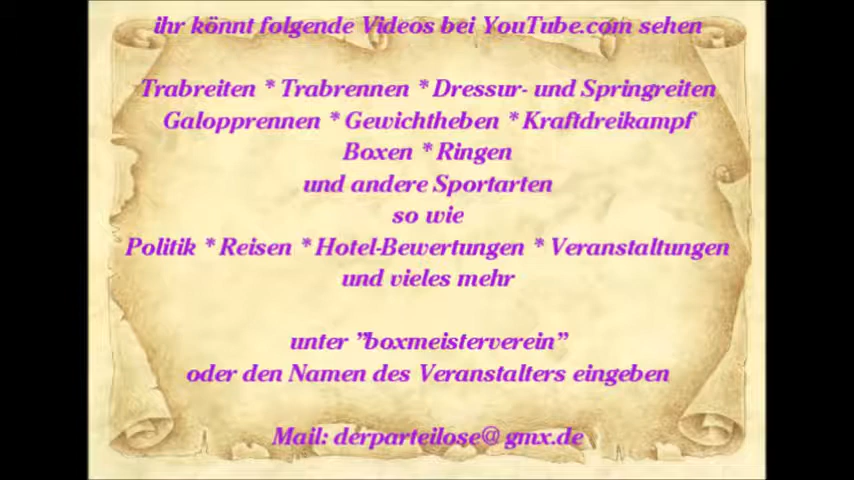 ihr könnt folgende Videos bei YouTube.com sehen
Trabreiten * Trabrennen * Dressur- und Springreiten
Galopprennen * Gewichtheben * Kraftdreikampf
Boxen * Ringen
und andere Sportarten
so wie
Politik * Reisen * Hotel-Bewertungen * Veranstaltungen
und vieles mehr
unter "boxmeisterverein"
oder den Namen des Veranstalters eingeben
Mail: derparteilose@gmx.de